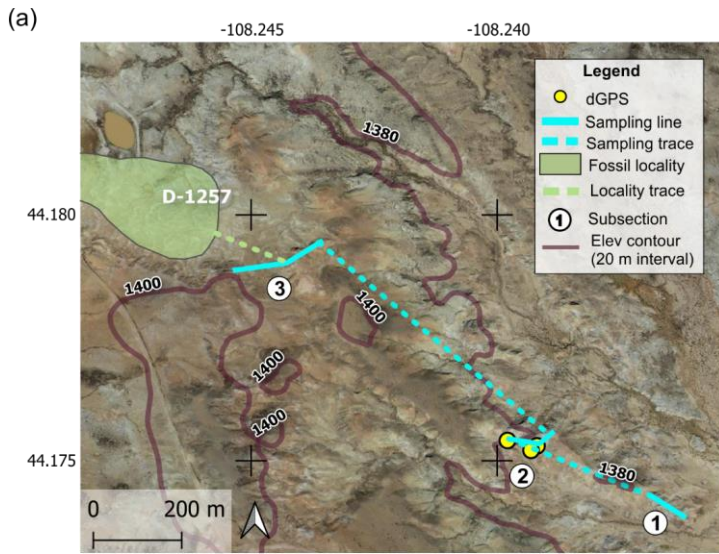 (a)
-108.245
-108.240
Legend
dGPS
Sampling line
Sampling trace
Fossil locality
Locality trace
1 Subsection
Elev contour
(20 m interval)
1380
D-1257
44.180
1400
3
1400
1400
1400
44.175
2
1380
1
0 200 m